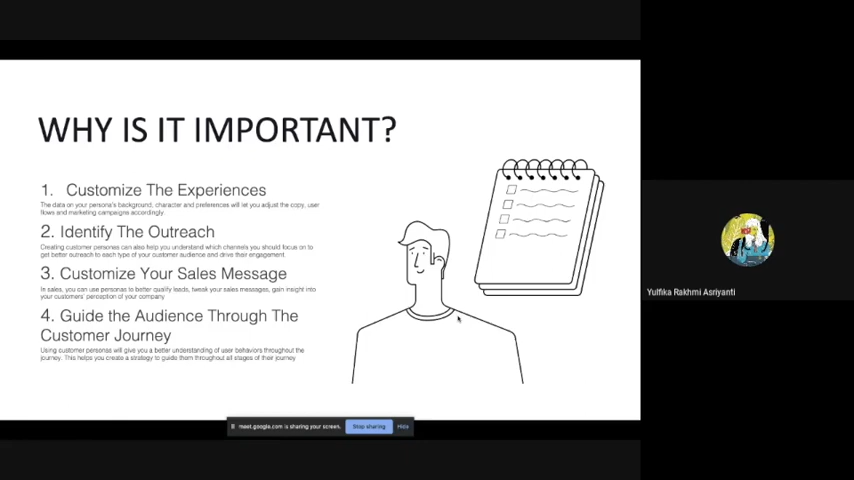 WHY IS IT IMPORTANT?
1. Customize The Experiences
The data on your persona's background, character and preferences will let you adjust the copy, user
flows and marketing campaigns accordingly
2. Identify The Outreach
Creating customer personas can also help you understand which channels you should focus on to
get better outreach to each type of your customer audience and drive their engagement.
3. Customize Your Sales Message
In sales, you can use personas to better qualify leads, tweak your sales messages, gain insight into
your customers' perception of your company
4. Guide the Audience Through The
Customer Journey
Using customer personas will give you a better understanding of user behaviors throughout the
journey. This helps you create a strategy to guide them throughout all stages of their journey
Yulfika Rakhmi Asriyanti
meet.google.com is sharing your screen.
Stop sharing
Hide